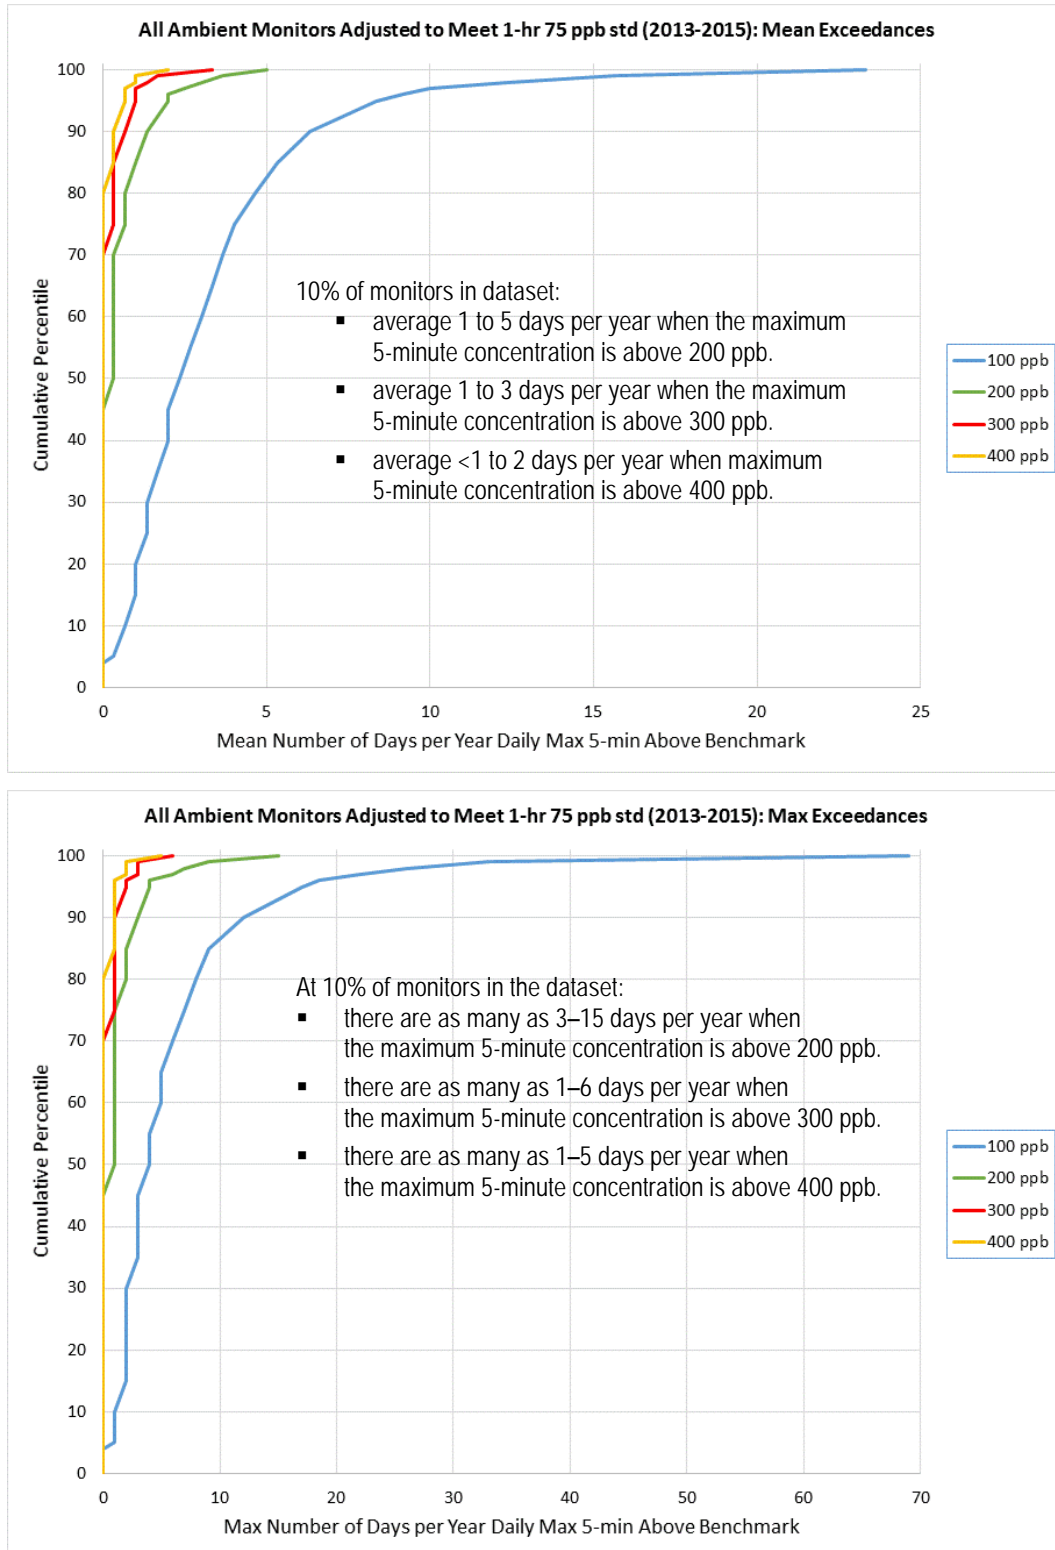 All Ambient Monitors Adjusted to Meet 1-hr 75 ppb std (2013-2015): Mean Exceedances
100
90
80
70
60
50
40
30
20
10
0
Cumulative Percentile
10% of monitors in dataset:
▪ average 1 to 5 days per year when the maximum
5-minute concentration is above 200 ppb.
▪ average 1 to 3 days per year when the maximum
5-minute concentration is above 300 ppb.
▪ average <1 to 2 days per year when maximum
5-minute concentration is above 400 ppb.
100 ppb
200 ppb
300 ppb
400 ppb
0 5 10 15 20 25
Mean Number of Days per Year Daily Max 5-min Above Benchmark
All Ambient Monitors Adjusted to Meet 1-hr 75 ppb std (2013-2015): Max Exceedances
100
90
80
70
60
50
40
30
20
10
0
Cumulative Percentile
At 10% of monitors in the dataset:
▪ there are as many as 3–15 days per year when
the maximum 5-minute concentration is above 200 ppb.
▪ there are as many as 1–6 days per year when
the maximum 5-minute concentration is above 300 ppb.
▪ there are as many as 1–5 days per year when
the maximum 5-minute concentration is above 400 ppb.
100 ppb
200 ppb
300 ppb
400 ppb
0 10 20 30 40 50 60 70
Max Number of Days per Year Daily Max 5-min Above Benchmark